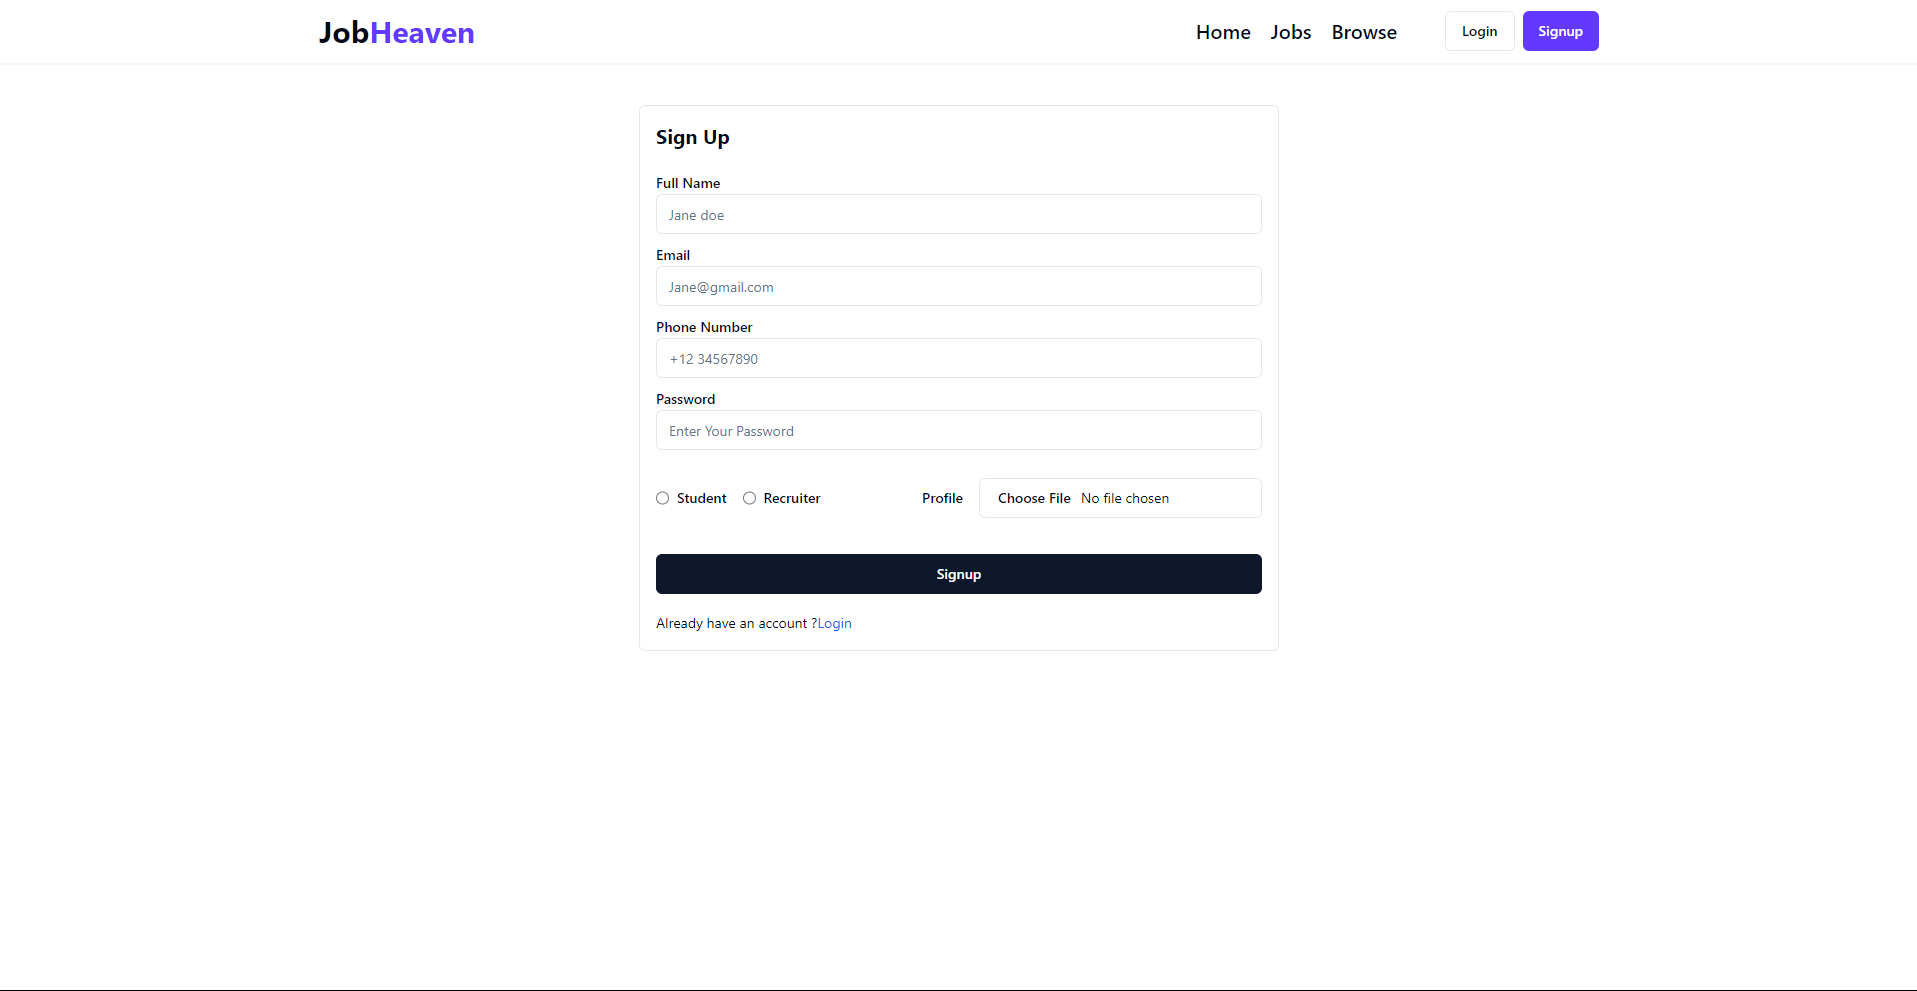 JobHeaven Home Jobs Browse Login Signup
Sign Up
Full Name
Jane doe
Email
Jane@gmail.com
Phone Number
+12 34567890
Password
Enter Your Password
Student Recruiter Profile Choose File No file chosen
Signup
Already have an account ?Login